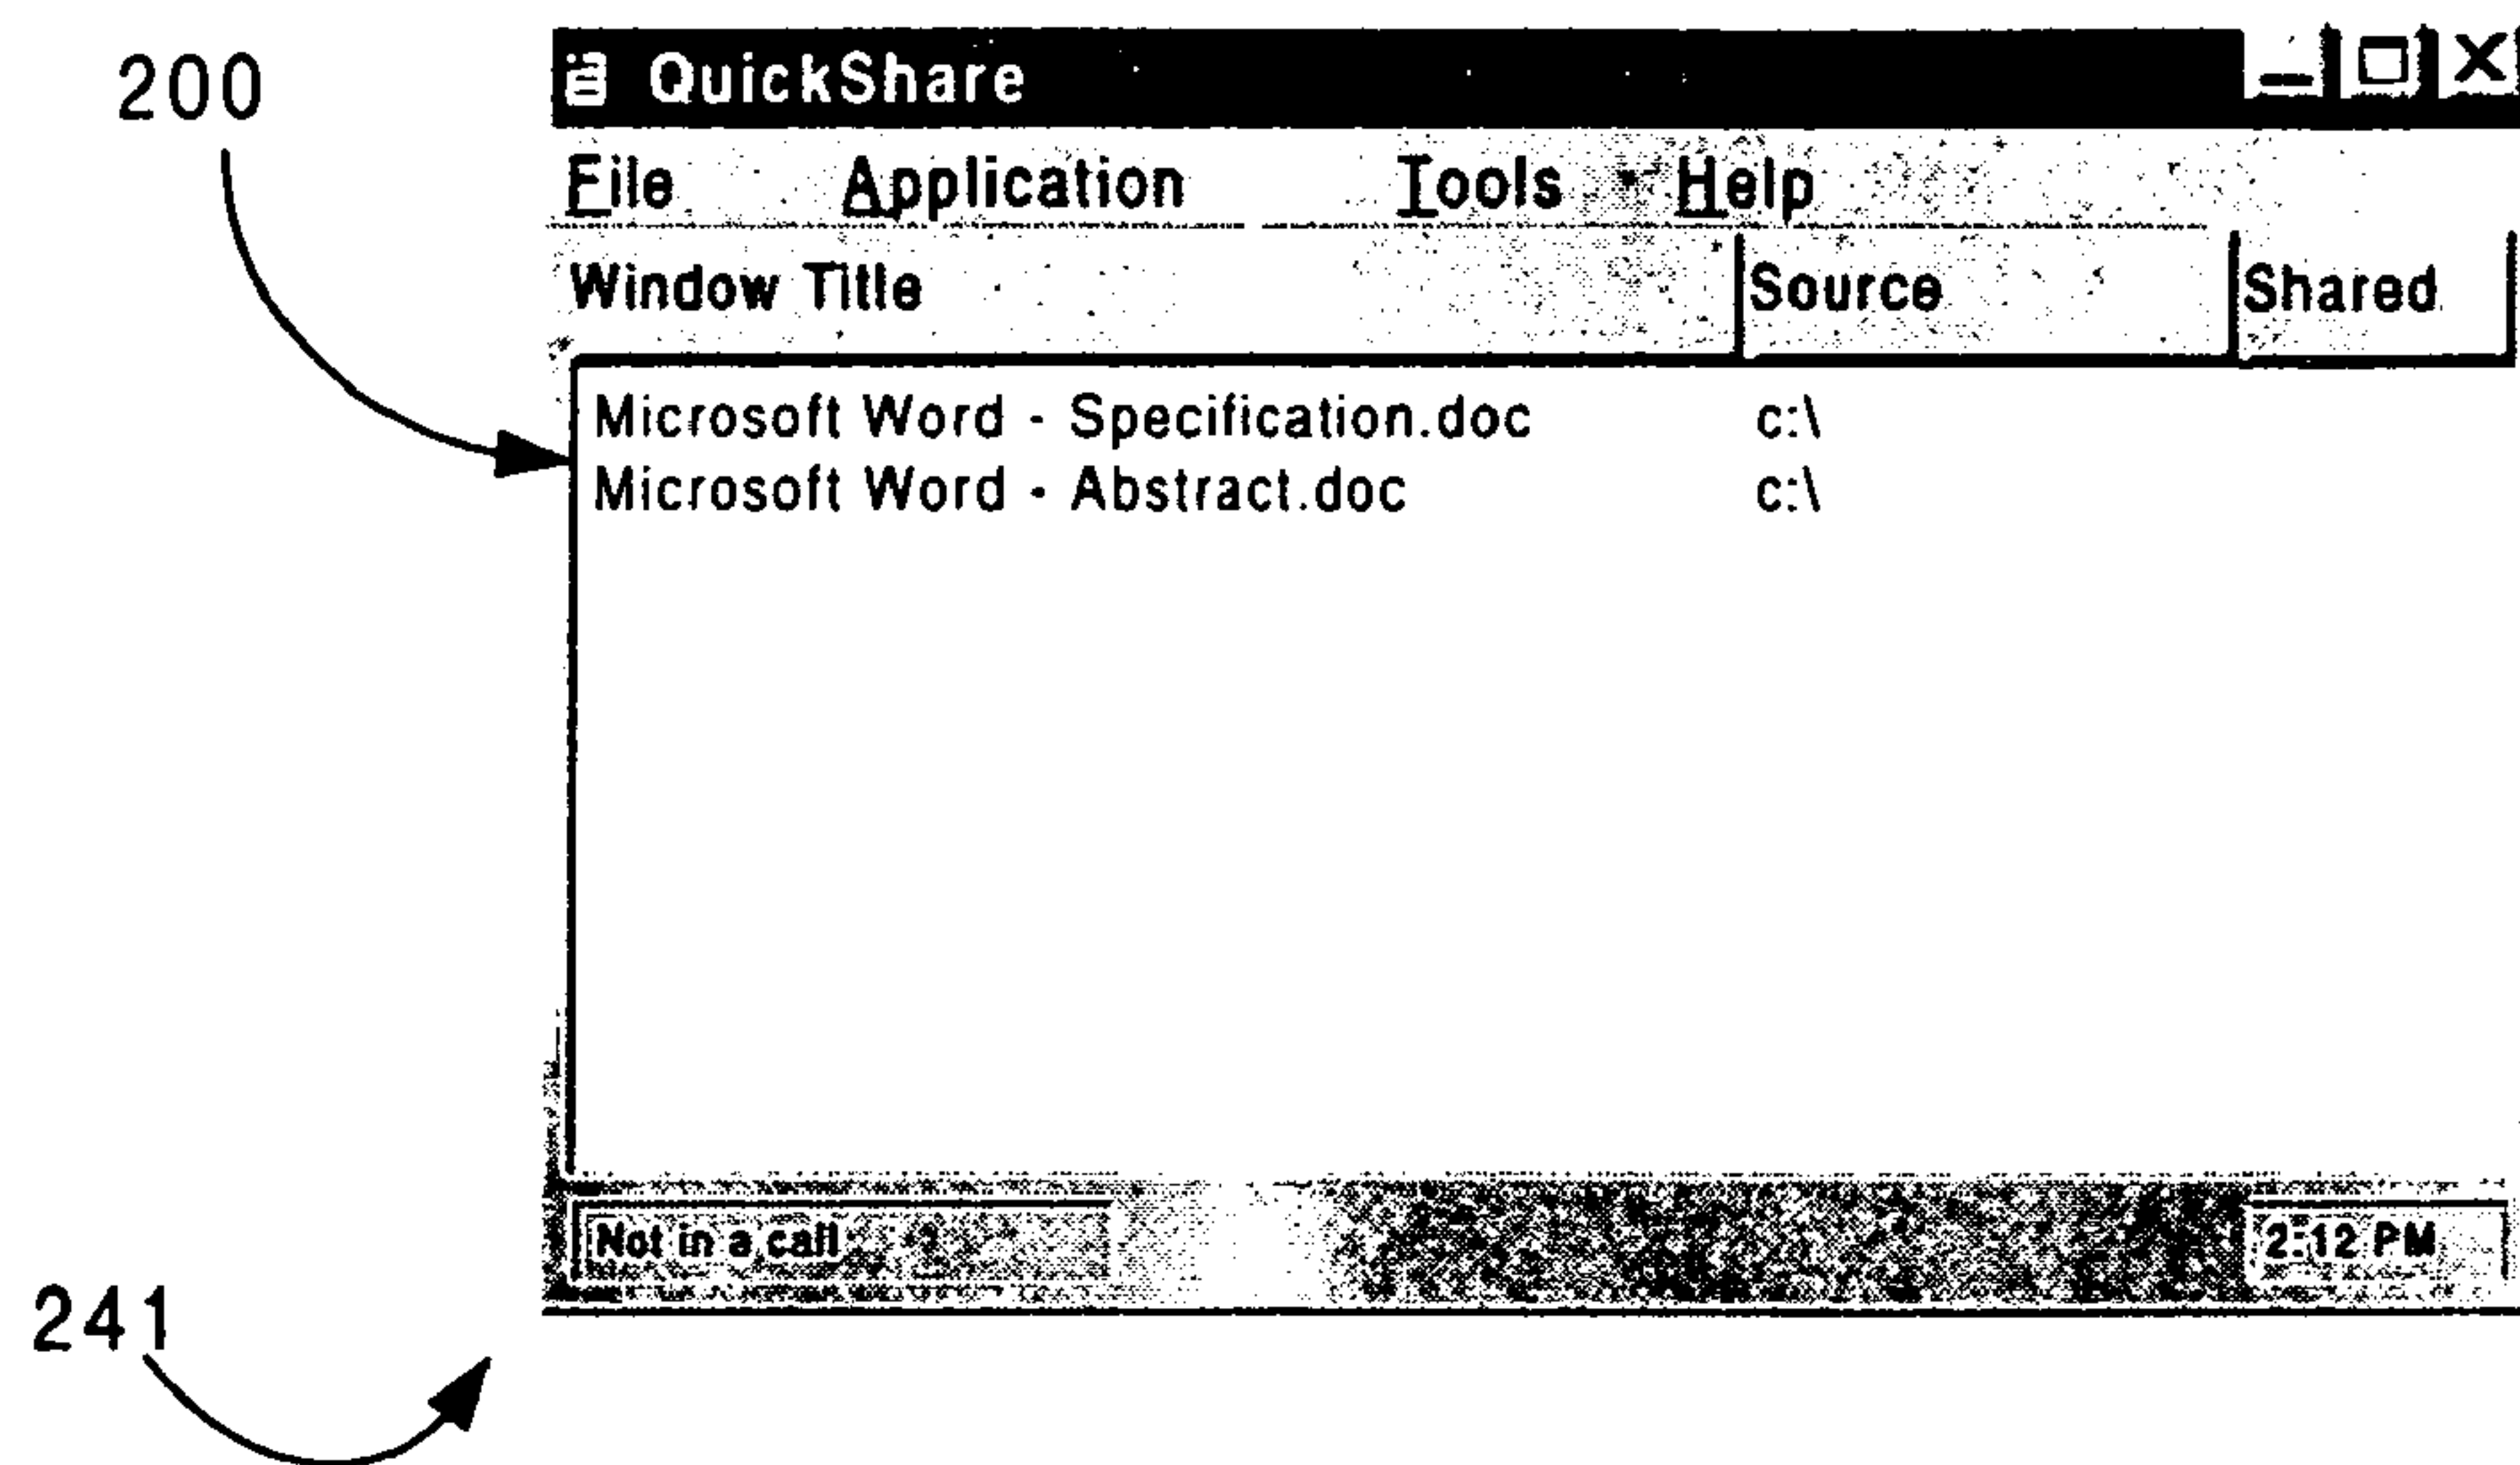 200
QuickShare
File Application Tools Help
Window Title Source Shared
Microsoft Word - Specification.doc c:\
Microsoft Word - Abstract.doc c:\
Not in a call 2:12 PM
241